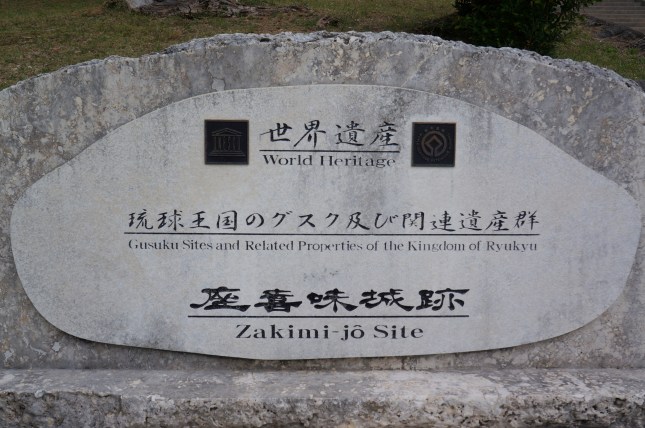 世界遺産
World Heritage
琉球王国のグスク及び関連遺産群
Gusuku Sites and Related Properties of the Kingdom of Ryukyu
座喜味城跡
Zakimi-jô Site